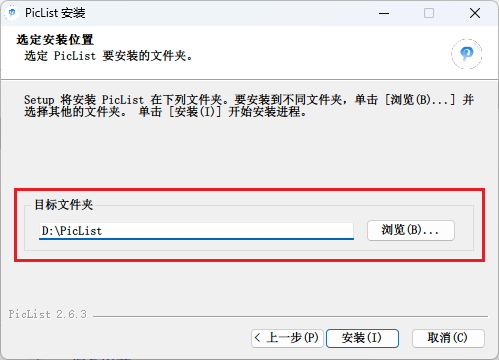 PicList 安装
选定安装位置
选定 PicList 要安装的文件夹。
Setup 将安装 PicList 在下列文件夹。要安装到不同文件夹，单击 [浏览(B)...] 并
选择其他的文件夹。 单击 [安装(I)] 开始安装进程。
目标文件夹
D:\PicList
浏览(B)...
PicList 2.6.3
< 上一步(P)
安装(I)
取消(C)